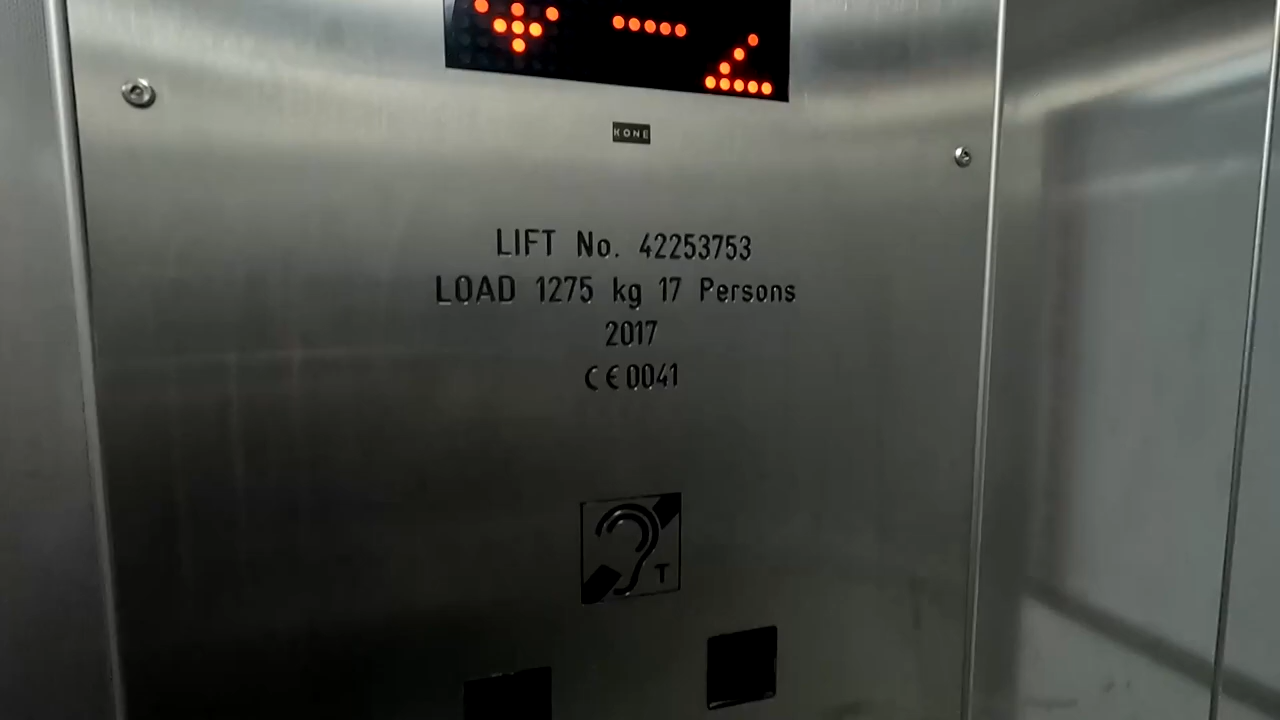 KONE
LIFT No. 42253753
LOAD 1275 kg 17 Persons
2017
CE 0041
T